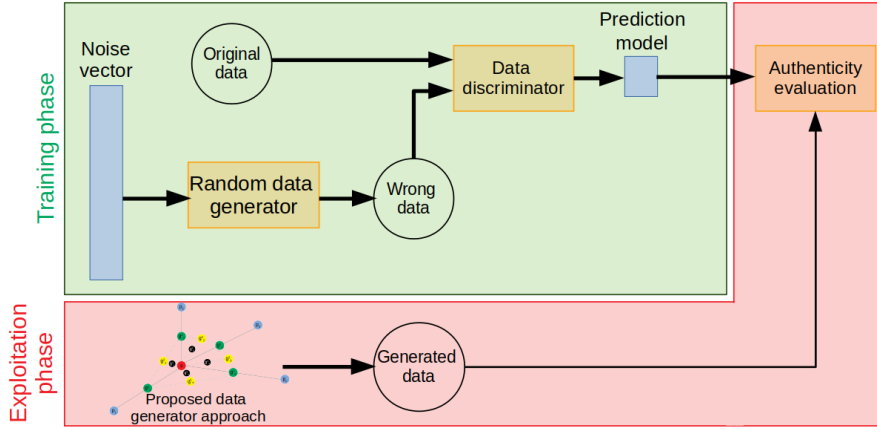 Training phase
Noise
vector
Original
data
Data
discriminator
Prediction
model
Authenticity
evaluation
Random data
generator
Wrong
data
Exploitation
phase
Proposed data
generator approach
Generated
data